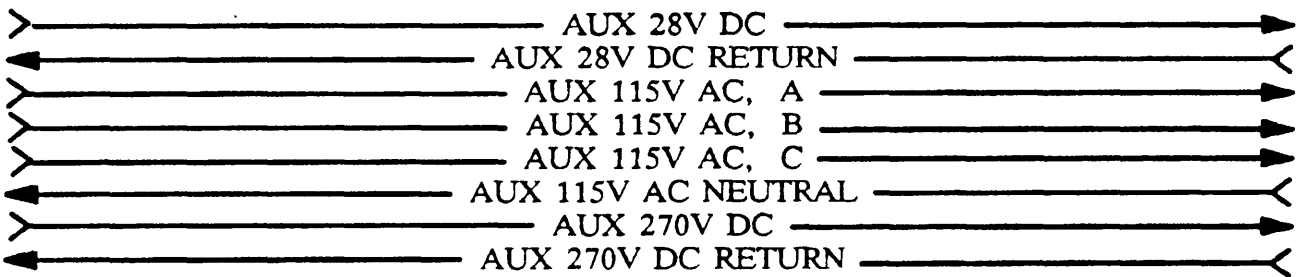 AUX 28V DC
AUX 28V DC RETURN
AUX 115V AC, A
AUX 115V AC, B
AUX 115V AC, C
AUX 115V AC NEUTRAL
AUX 270V DC
AUX 270V DC RETURN